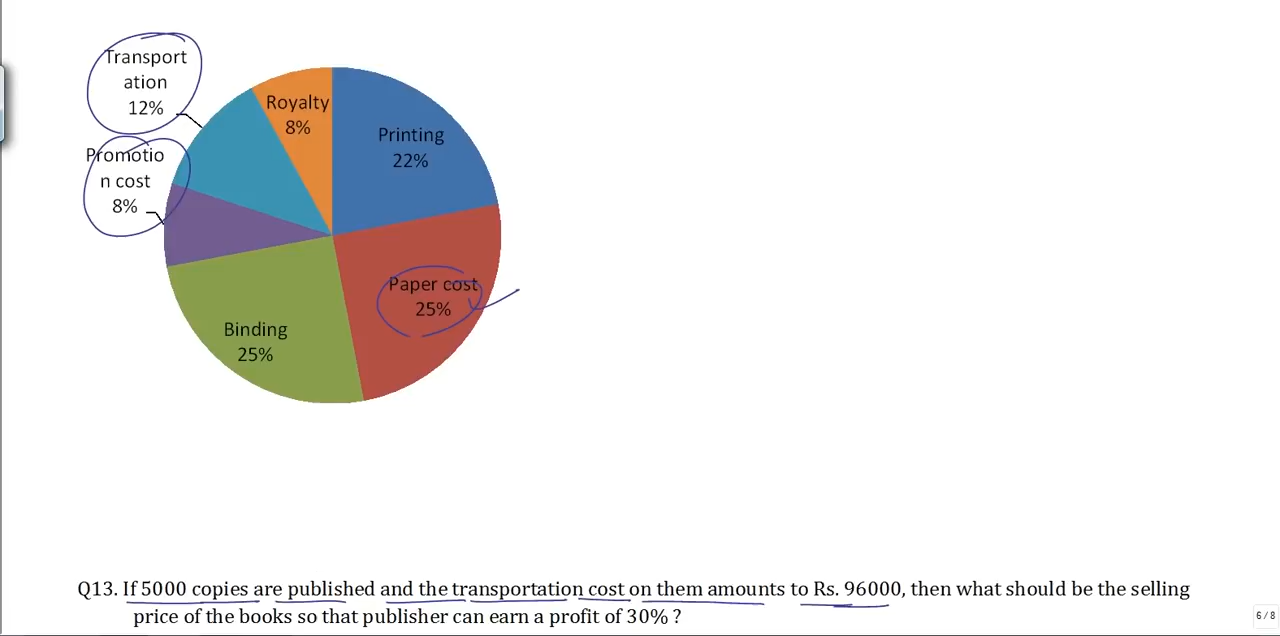 Transport
ation
12%
Royalty
8%
Printing
22%
Promotio
n cost
8%
Paper cost
25%
Binding
25%
Q13. If 5000 copies are published and the transportation cost on them amounts to Rs. 96000, then what should be the selling
price of the books so that publisher can earn a profit of 30% ?
6 / 8